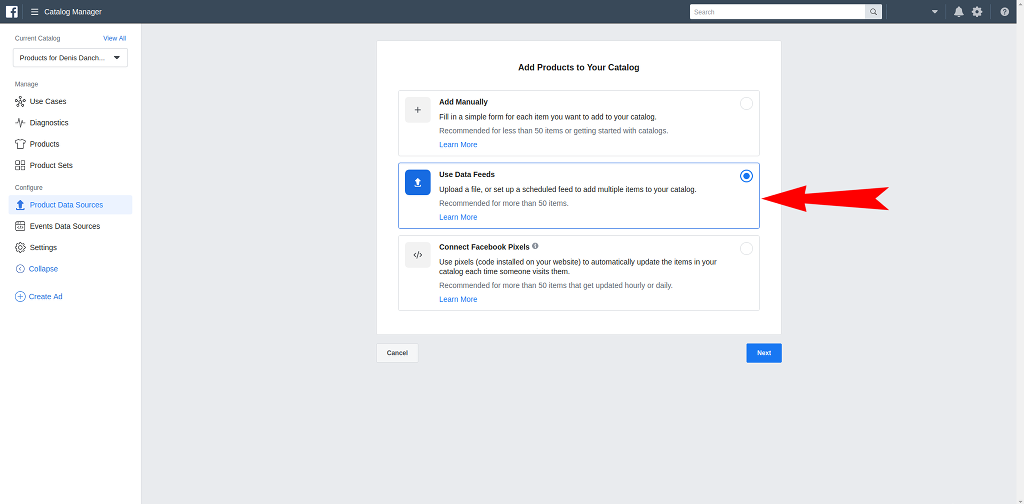 Catalog Manager
Search
Current Catalog View All
Products for Denis Danch...
Manage
Use Cases
Diagnostics
Products
Product Sets
Configure
Product Data Sources
Events Data Sources
Settings
Collapse
Create Ad
Add Products to Your Catalog
Add Manually
Fill in a simple form for each item you want to add to your catalog.
Recommended for less than 50 items or getting started with catalogs.
Learn More
Use Data Feeds
Upload a file, or set up a scheduled feed to add multiple items to your catalog.
Recommended for more than 50 items.
Learn More
Connect Facebook Pixels
Use pixels (code installed on your website) to automatically update the items in your
catalog each time someone visits them.
Recommended for more than 50 items that get updated hourly or daily.
Learn More
Cancel
Next